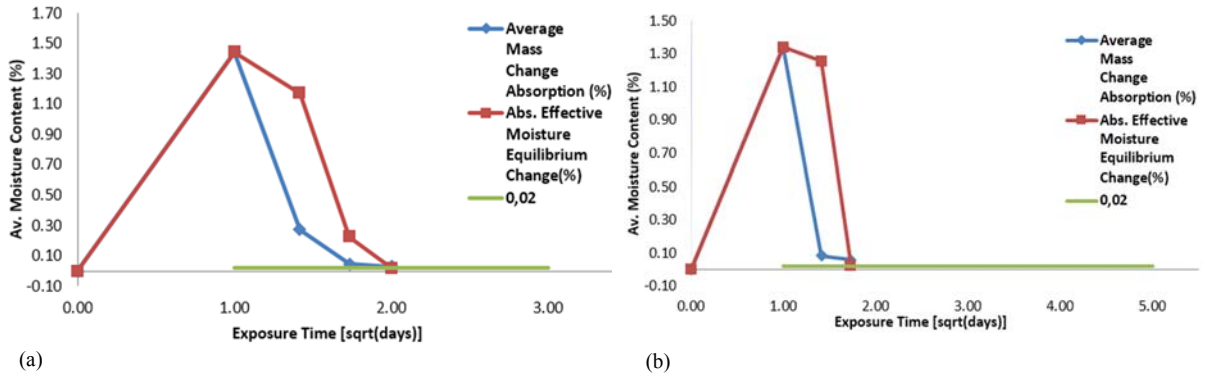 1.70
1.50
1.30
1.10
0.90
0.70
0.50
0.30
0.10
-0.10
Av. Moisture Content (%)
0.00 1.00 2.00 3.00
Exposure Time [sqrt(days)]
Average
Mass
Change
Absorption (%)
Abs. Effective
Moisture
Equilibrium
Change(%)
0,02
(a)
1.50
1.30
1.10
0.90
0.70
0.50
0.30
0.10
-0.10
Av. Moisture Content (%)
0.00 1.00 2.00 3.00 4.00 5.00
Exposure Time [sqrt(days)]
Average
Mass
Change
Absorption (%)
Abs. Effective
Moisture
Equilibrium
Change(%)
0,02
(b)